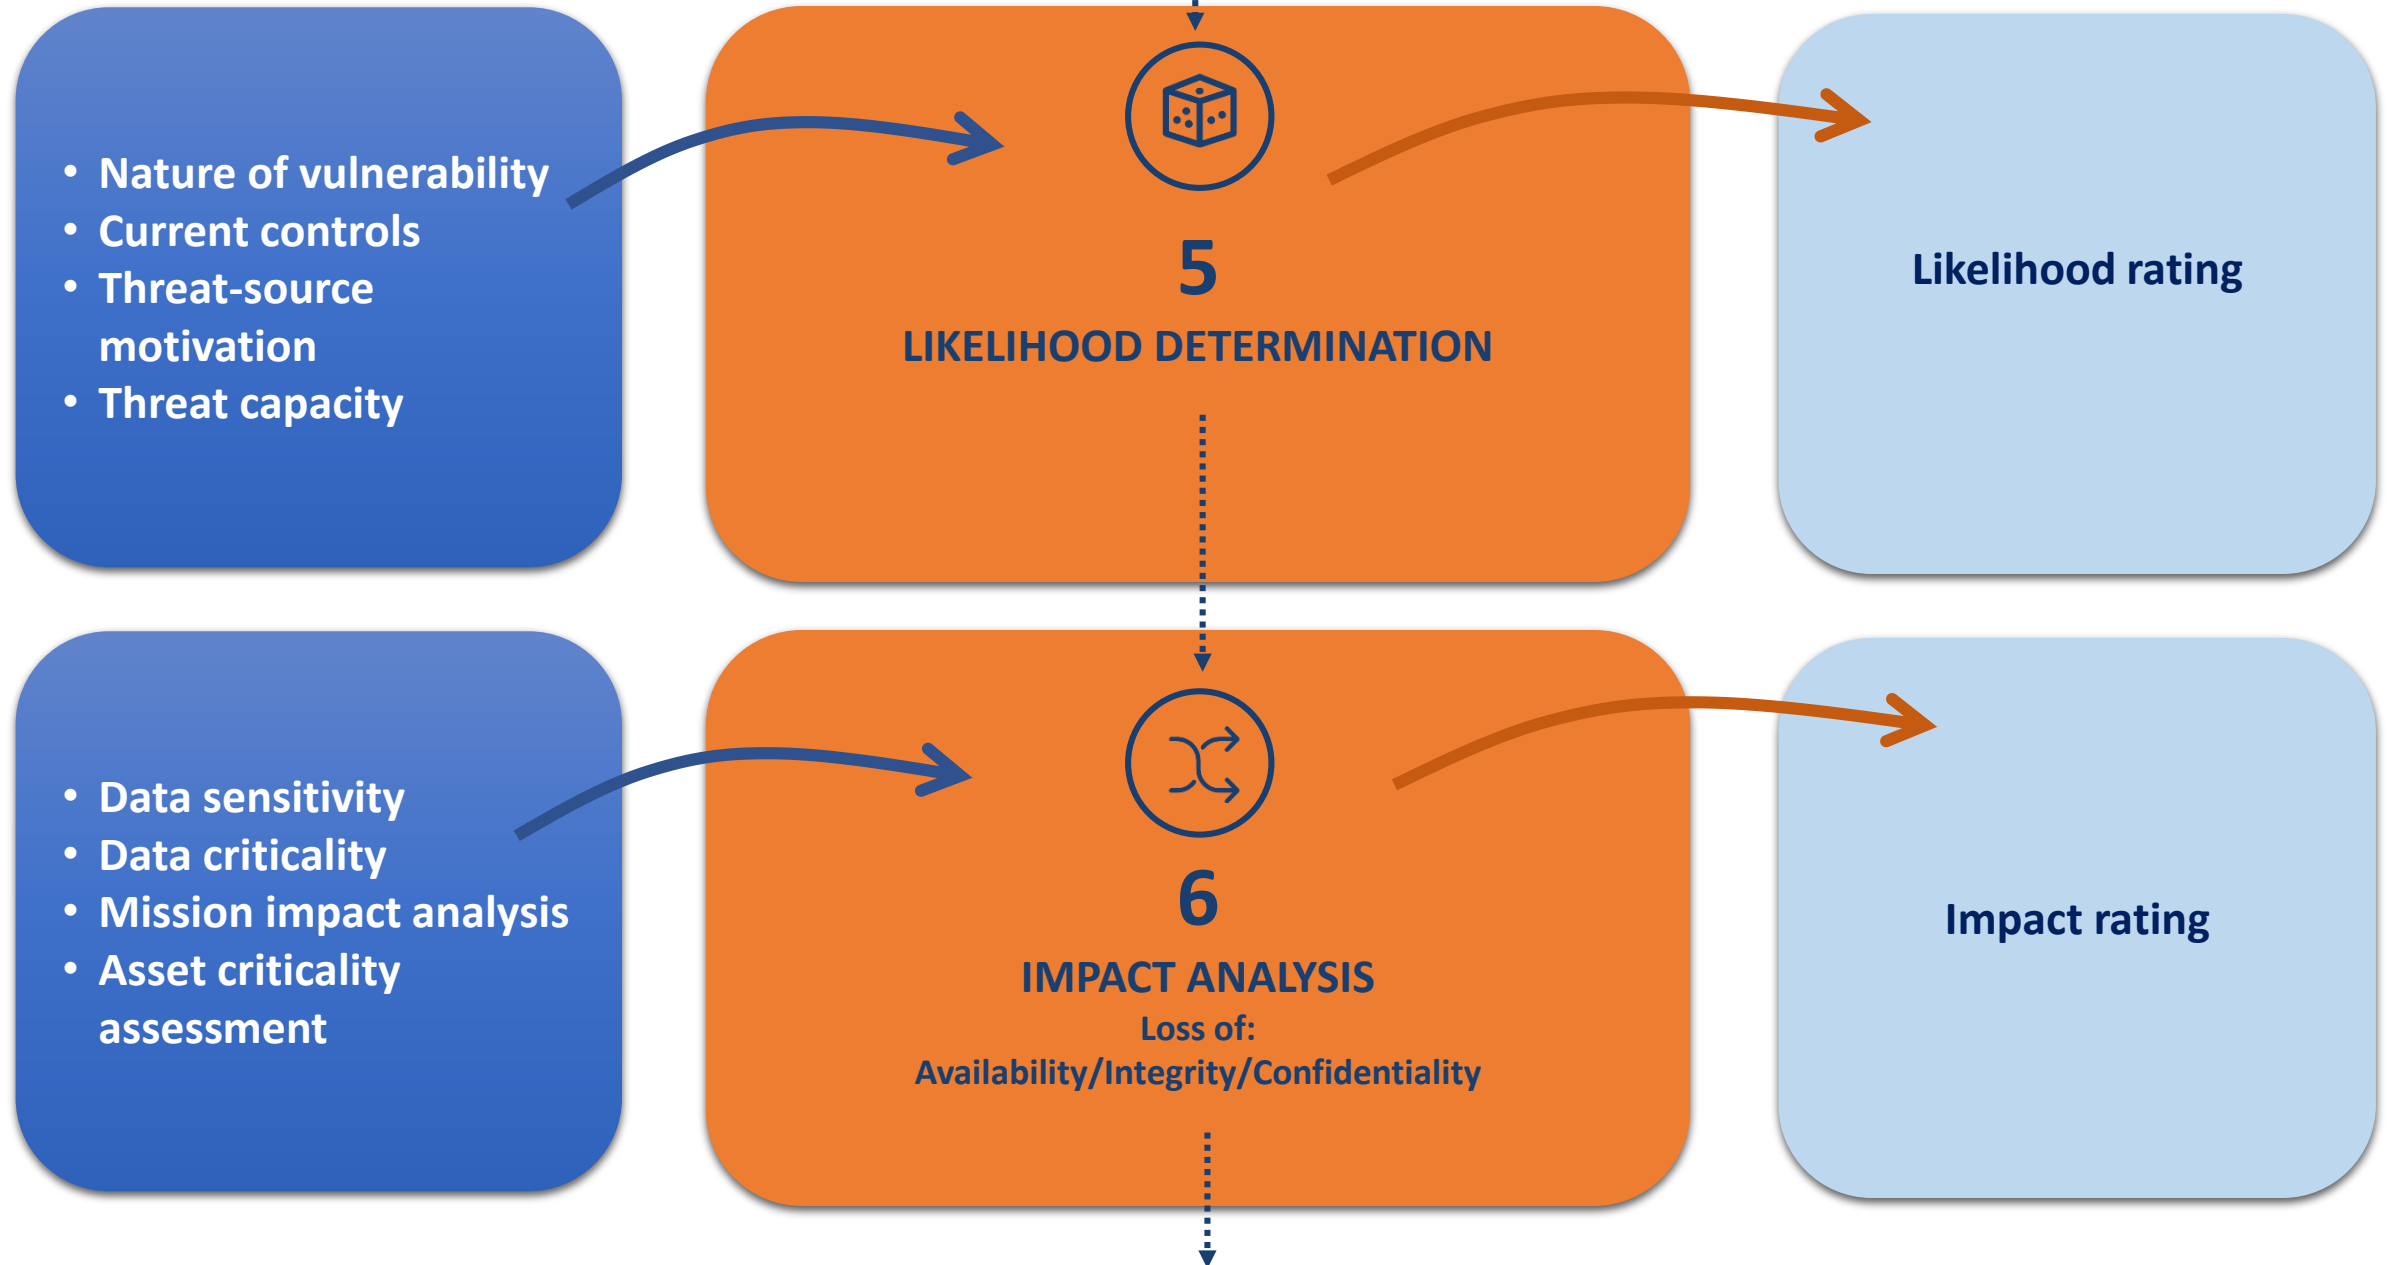 • Nature of vulnerability
• Current controls
• Threat-source
motivation
• Threat capacity
5
LIKELIHOOD DETERMINATION
Likelihood rating
• Data sensitivity
• Data criticality
• Mission impact analysis
• Asset criticality
assessment
6
IMPACT ANALYSIS
Loss of:
Availability/Integrity/Confidentiality
Impact rating